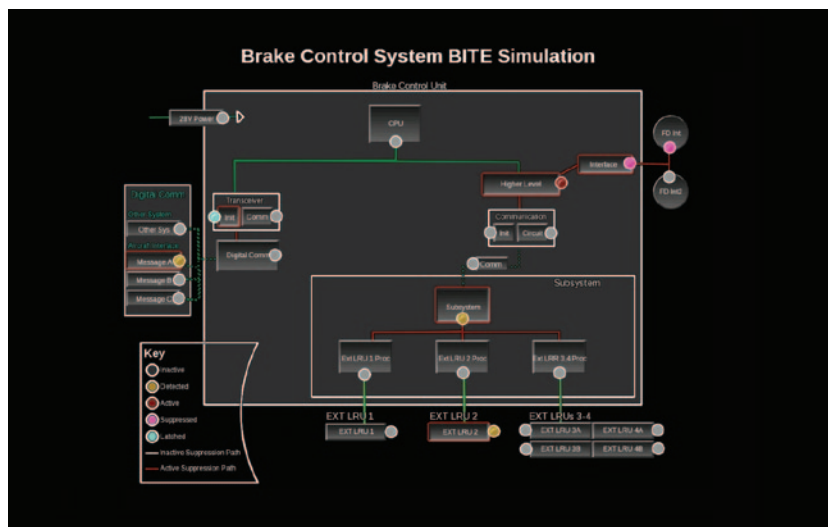 Brake Control System BITE Simulation
Brake Control Unit
28V Power
CPU
FD Int
Interface
Higher Level
FD Int2
Digital Comm
Transceiver
Init Comm
Communication
Init Circuit
Other System
Other Sys
Digital Comm
Message A
Message B
Message C
Comm
Subsystem
Subsystem
Ext LRU 1 Proc
Ext LRU 2 Proc
Ext LRR 3-4 Proc
Key
Inactive
Detected
Active
Suppressed
Latched
Inactive Suppression Path
Active Suppression Path
EXT LRU 1
EXT LRU 2
EXT LRUs 3-4
EXT LRU 1
EXT LRU 2
EXT LRU 3A
EXT LRU 4A
EXT LRU 3B
EXT LRU 4B